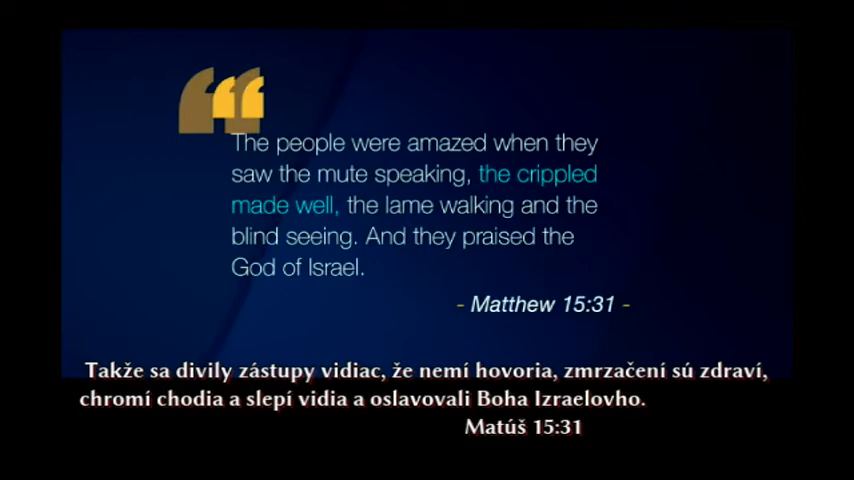 The people were amazed when they
saw the mute speaking, the crippled
made well, the lame walking and the
blind seeing. And they praised the
God of Israel.
- Matthew 15:31 -
Takže sa divily zástupy vidiac, že nemí hovoria, zmrzačení sú zdraví,
chromí chodia a slepí vidia a oslavovali Boha Izraelovho.
Matúš 15:31